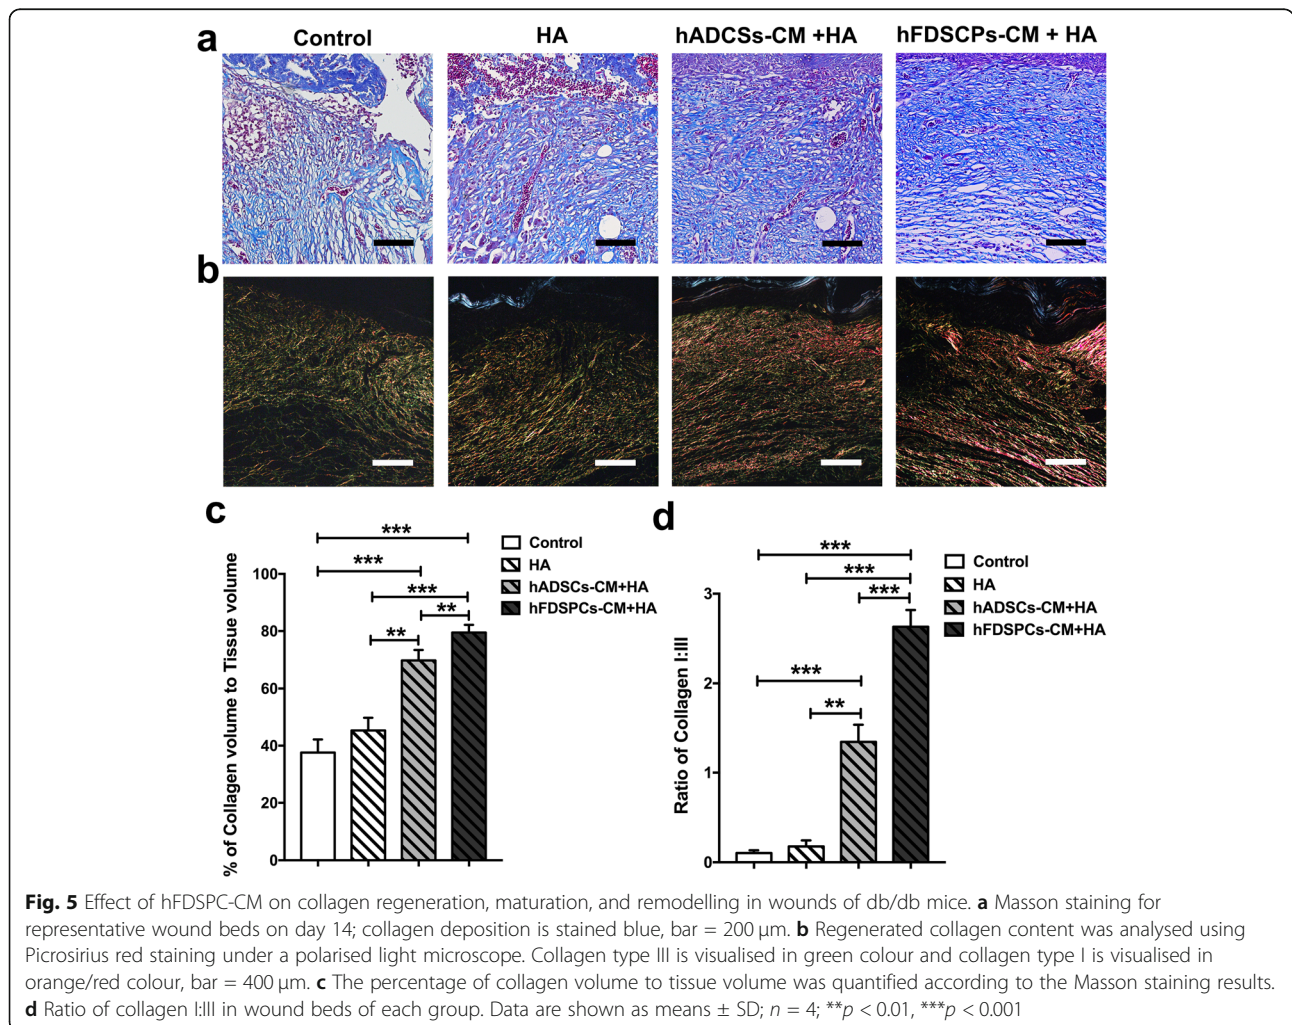 a
Control
HA
hADCSs-CM +HA
hFDSCPs-CM + HA
b
c
***
***
***
**
**
% of Collagen volume to Tissue volume
100
80
60
40
20
0
Control
HA
hADSCs-CM+HA
hFDSPCs-CM+HA
d
***
***
***
***
**
Ratio of Collagen I:III
3
2
1
0
Control
HA
hADSCs-CM+HA
hFDSPCs-CM+HA
Fig. 5 Effect of hFDSPC-CM on collagen regeneration, maturation, and remodelling in wounds of db/db mice. a Masson staining for
representative wound beds on day 14; collagen deposition is stained blue, bar = 200 μm. b Regenerated collagen content was analysed using
Picrosirius red staining under a polarised light microscope. Collagen type III is visualised in green colour and collagen type I is visualised in
orange/red colour, bar = 400 μm. c The percentage of collagen volume to tissue volume was quantified according to the Masson staining results.
d Ratio of collagen I:III in wound beds of each group. Data are shown as means ± SD; n = 4; **p < 0.01, ***p < 0.001